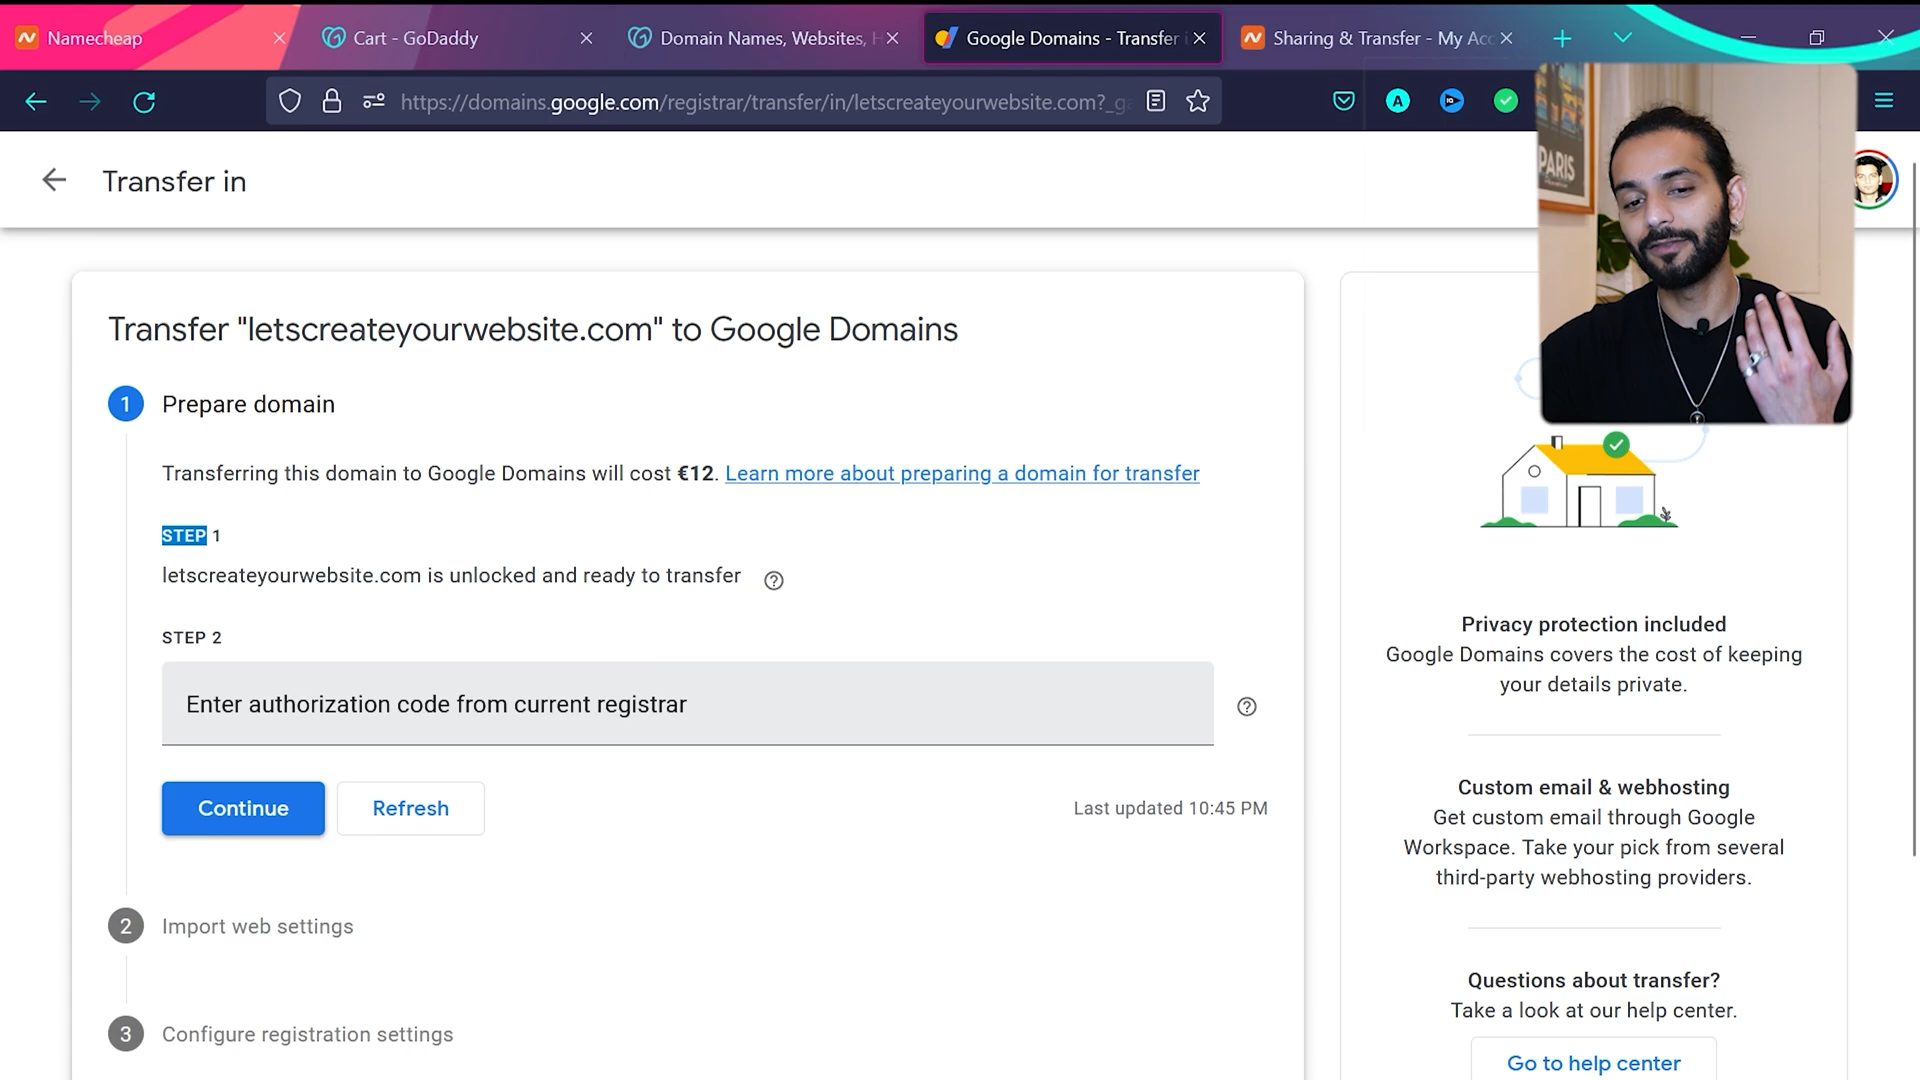 Namecheap
Cart - GoDaddy
Domain Names, Websites, H
Google Domains - Transfer i
Sharing & Transfer - My Acc
https://domains.google.com/registrar/transfer/in/letscreateyourwebsite.com?_ga
A
PARIS
Transfer in
Transfer "letscreateyourwebsite.com" to Google Domains
1 Prepare domain
Transferring this domain to Google Domains will cost €12. Learn more about preparing a domain for transfer
STEP 1
letscreateyourwebsite.com is unlocked and ready to transfer
STEP 2
Enter authorization code from current registrar
Continue
Refresh
Last updated 10:45 PM
2 Import web settings
3 Configure registration settings
Privacy protection included
Google Domains covers the cost of keeping
your details private.
Custom email & webhosting
Get custom email through Google
Workspace. Take your pick from several
third-party webhosting providers.
Questions about transfer?
Take a look at our help center.
Go to help center